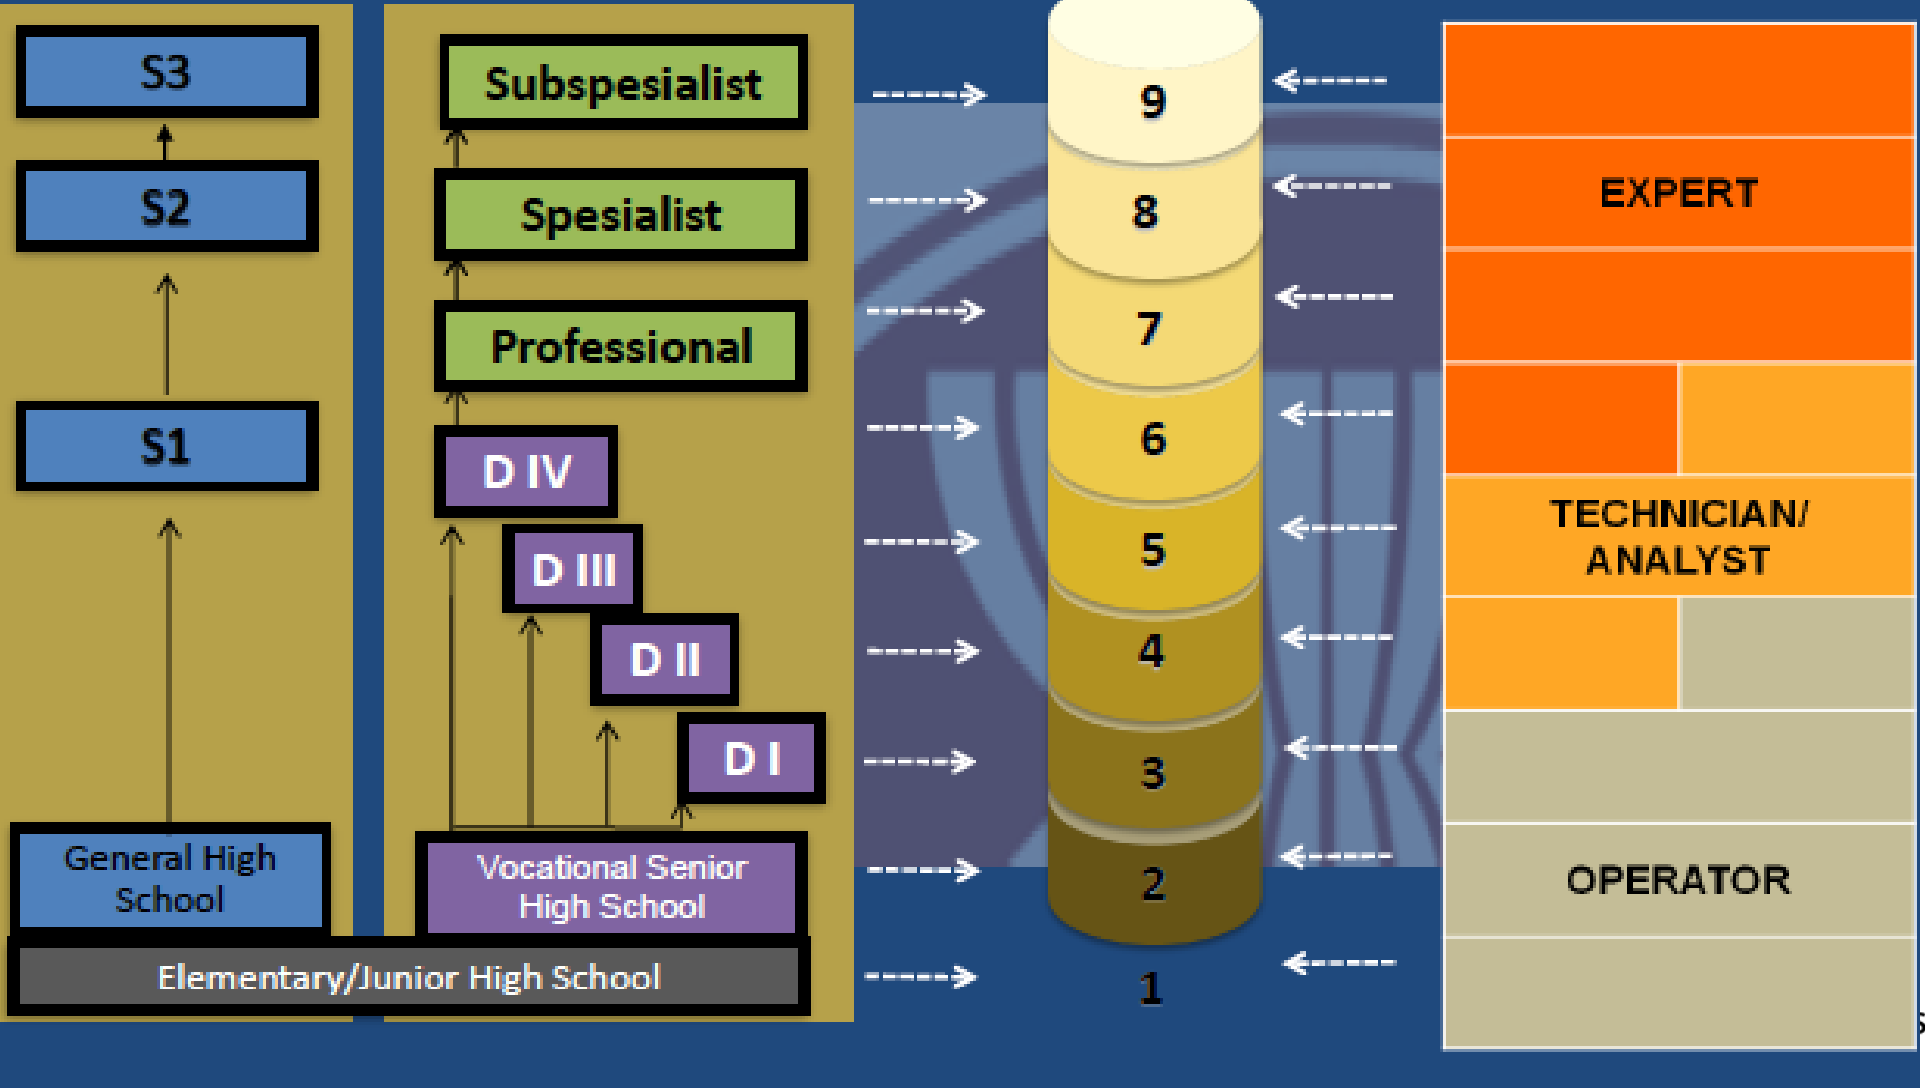 S3
S2
S1
General High
School
Elementary/Junior High School
Subspesialist
Spesialist
Professional
D IV
D III
D II
D I
Vocational Senior
High School
9
8
7
6
5
4
3
2
1
EXPERT
TECHNICIAN/
ANALYST
OPERATOR
s